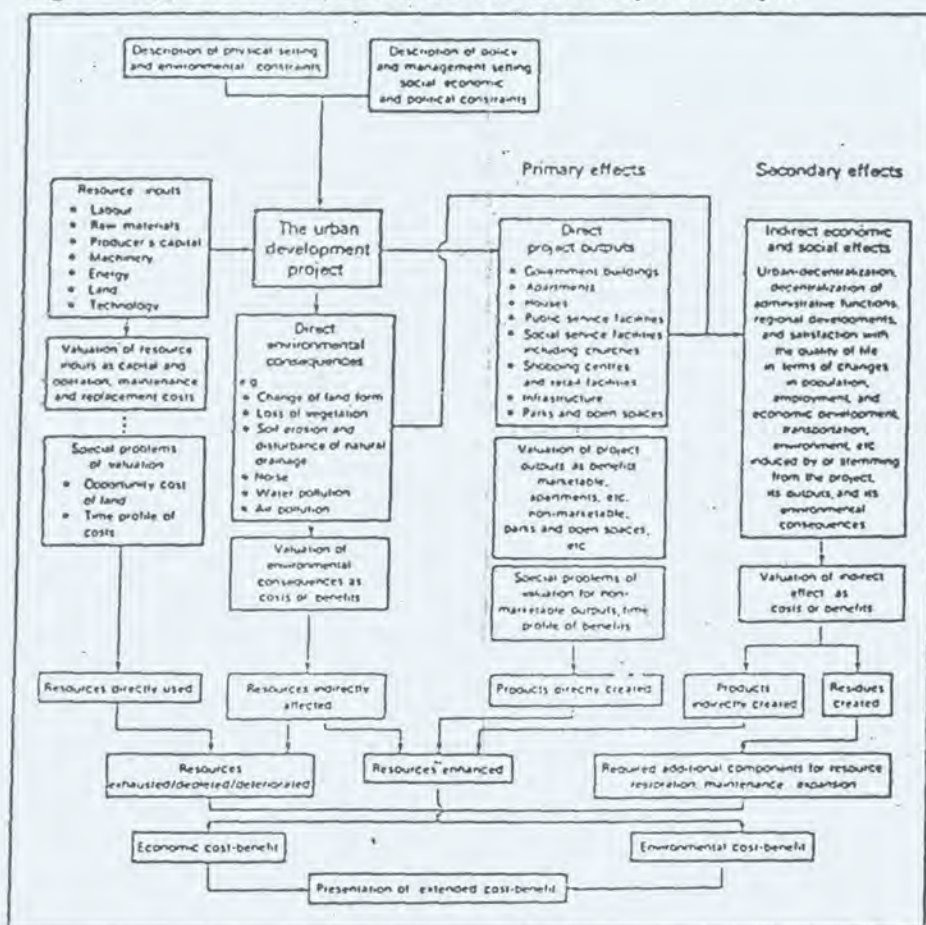 Description of physical setting
and environmental constraints
Description of policy
and management setting
social economic
and political constraints
Primary effects
Secondary effects
Resource inputs
• Labour
• Raw materials
• Producer's capital
• Machinery
• Energy
• Land
• Technology
The urban
development
project
Direct
project outputs
• Government buildings
• Apartments
• Houses
• Public service facilities
• Social service facilities
including churches
• Shopping centres
and retail facilities
• Infrastructure
• Parks and open spaces
Indirect economic
and social effects
Urban-decentralization,
decentralization of
administrative functions,
regional developments,
and satisfaction with
the quality of life
in terms of changes
in population,
employment, and
economic development,
transportation,
environment, etc
induced by or stemming
from the project,
its outputs, and its
environmental
consequences
Valuation of resource
inputs as capital and
operation, maintenance
and replacement costs
Special problems
of valuation
• Opportunity cost
of land
• Time profile of
costs
Direct
environmental
consequences
e.g
• Change of land form
• Loss of vegetation
• Soil erosion and
disturbance of natural
drainage
• Noise
• Water pollution
• Air pollution
Valuation of project
outputs as benefits
marketable,
apartments, etc.
non-marketable,
parks and open spaces,
etc
Valuation of
environmental
consequences as
costs or benefits
Special problems of
valuation for non-
marketable outputs, time
profile of benefits
Valuation of indirect
effect as
costs or benefits
Resources directly used
Resources indirectly
affected
Products directly created
Products
indirectly created
Residues
created
Resources
exhausted/depleted/deteriorated
Resources enhanced
Required additional components for resource
restoration, maintenance, expansion
Economic cost-benefit
Environmental cost-benefit
Presentation of extended cost-benefit